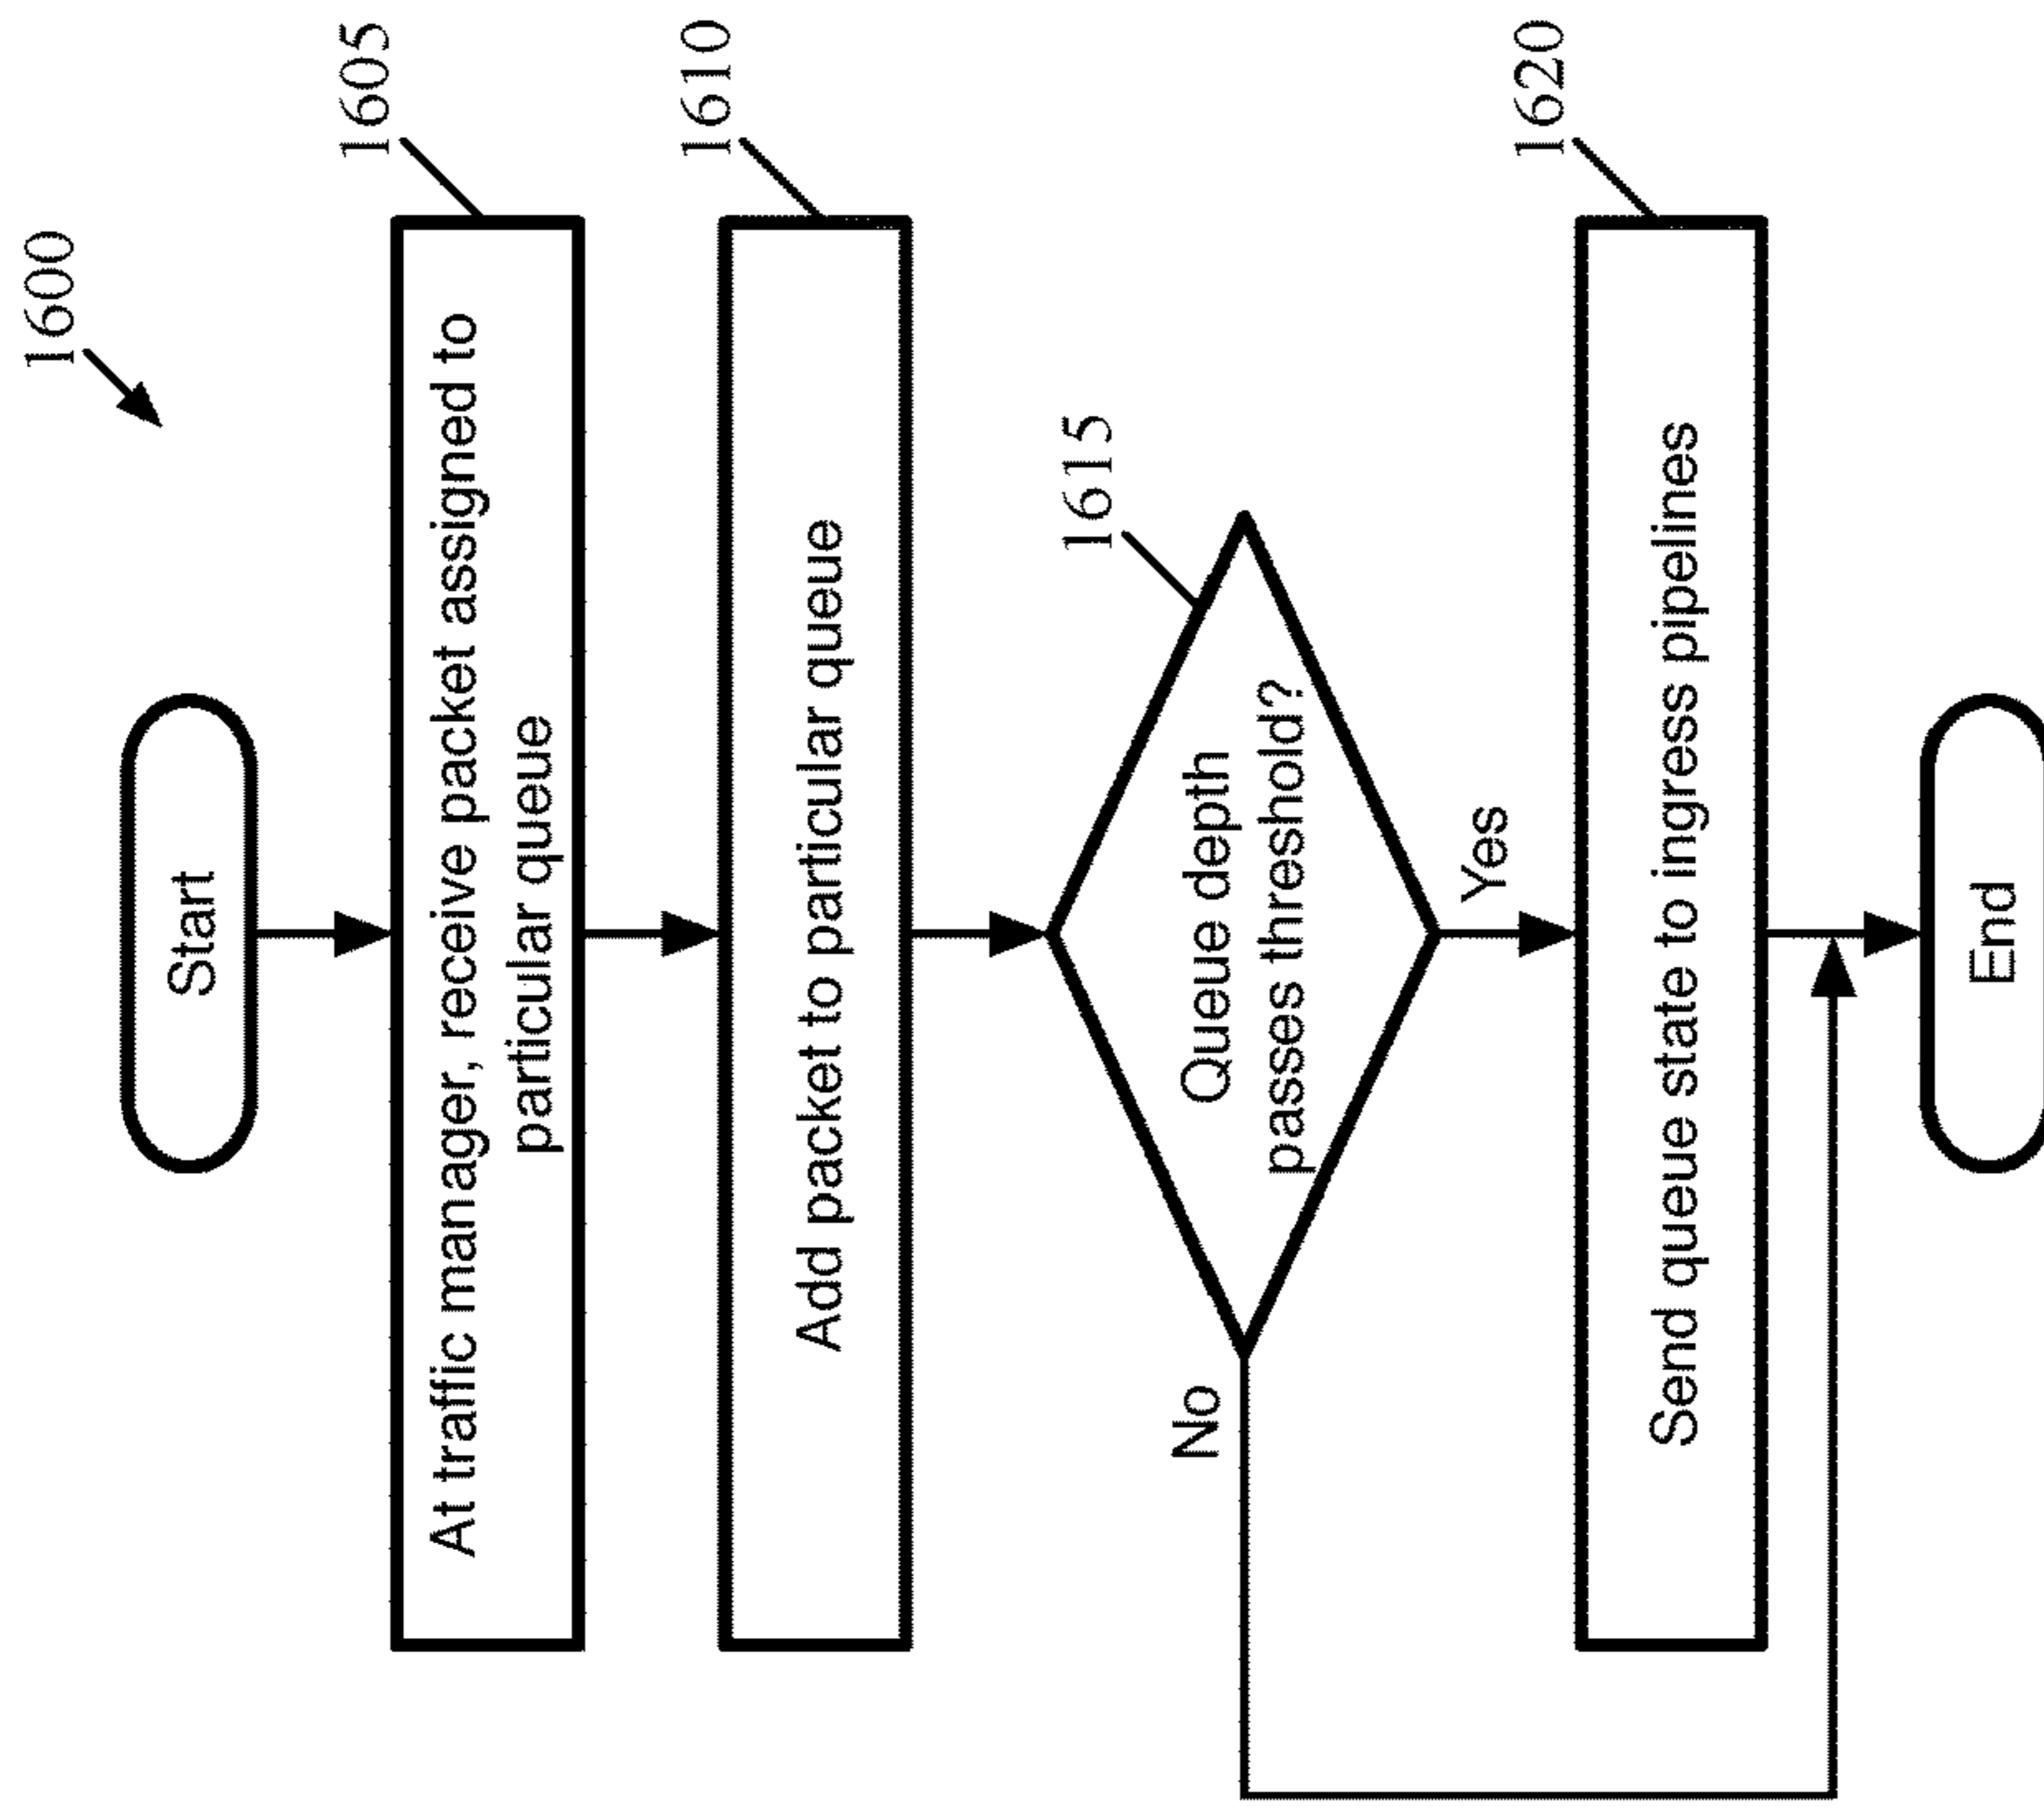 1600
Start
1605
At traffic manager, receive packet assigned to
particular queue
1610
Add packet to particular queue
1615
Queue depth
passes threshold?
No
Yes
1620
Send queue state to ingress pipelines
End